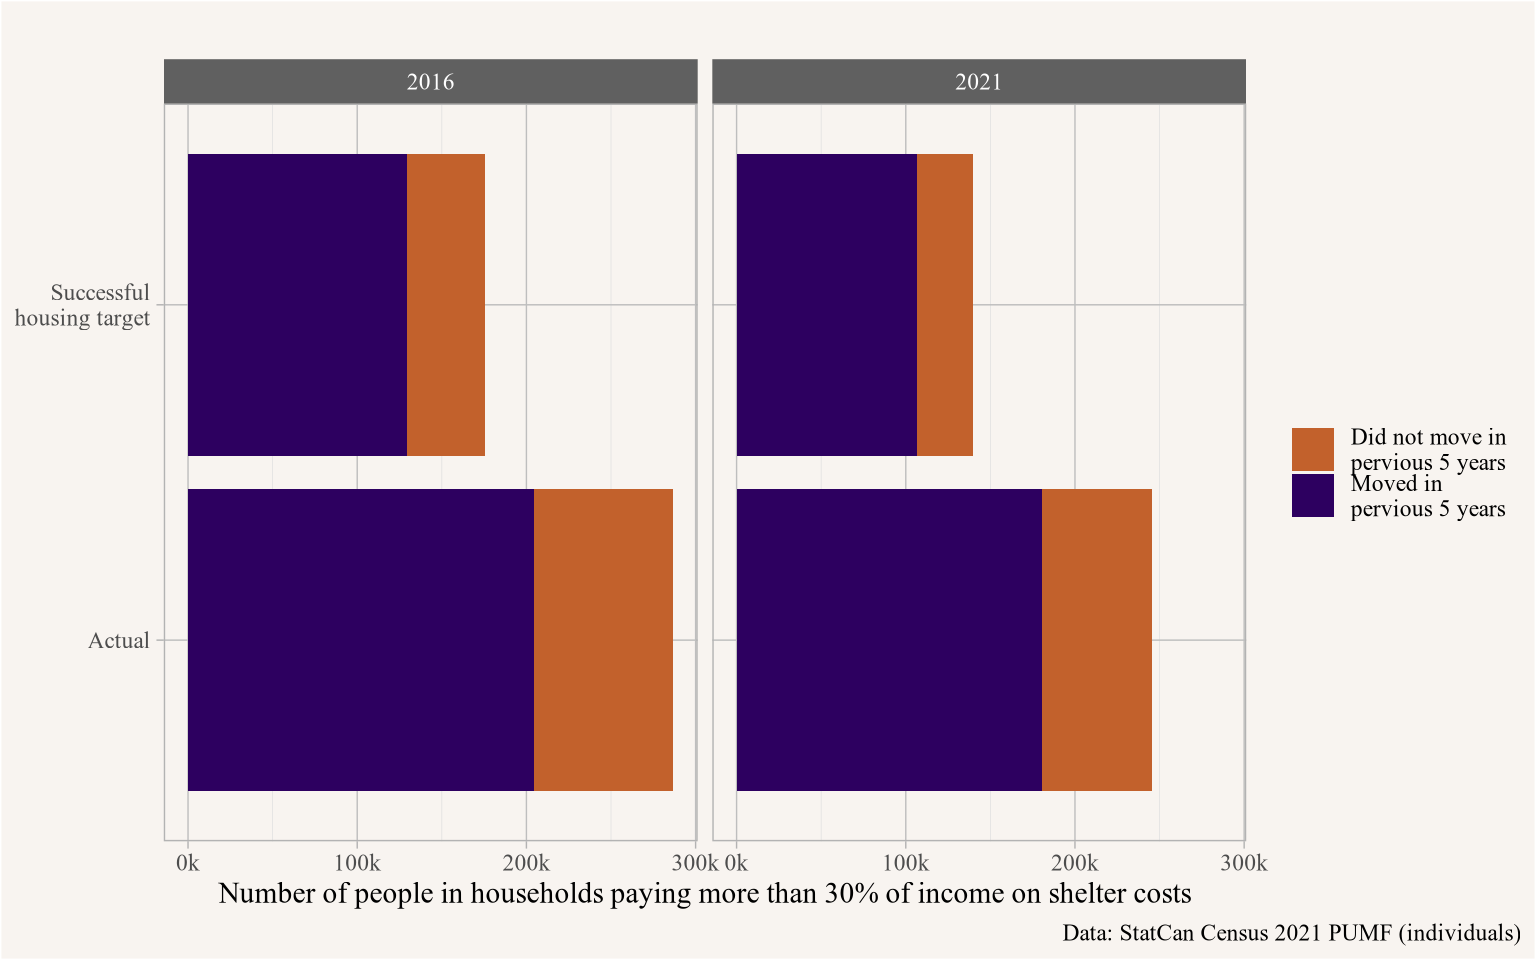 2016
2021
Successful
housing target
Actual
Did not move in
pervious 5 years
Moved in
pervious 5 years
0k 100k 200k 300k 0k 100k 200k 300k
Number of people in households paying more than 30% of income on shelter costs
Data: StatCan Census 2021 PUMF (individuals)